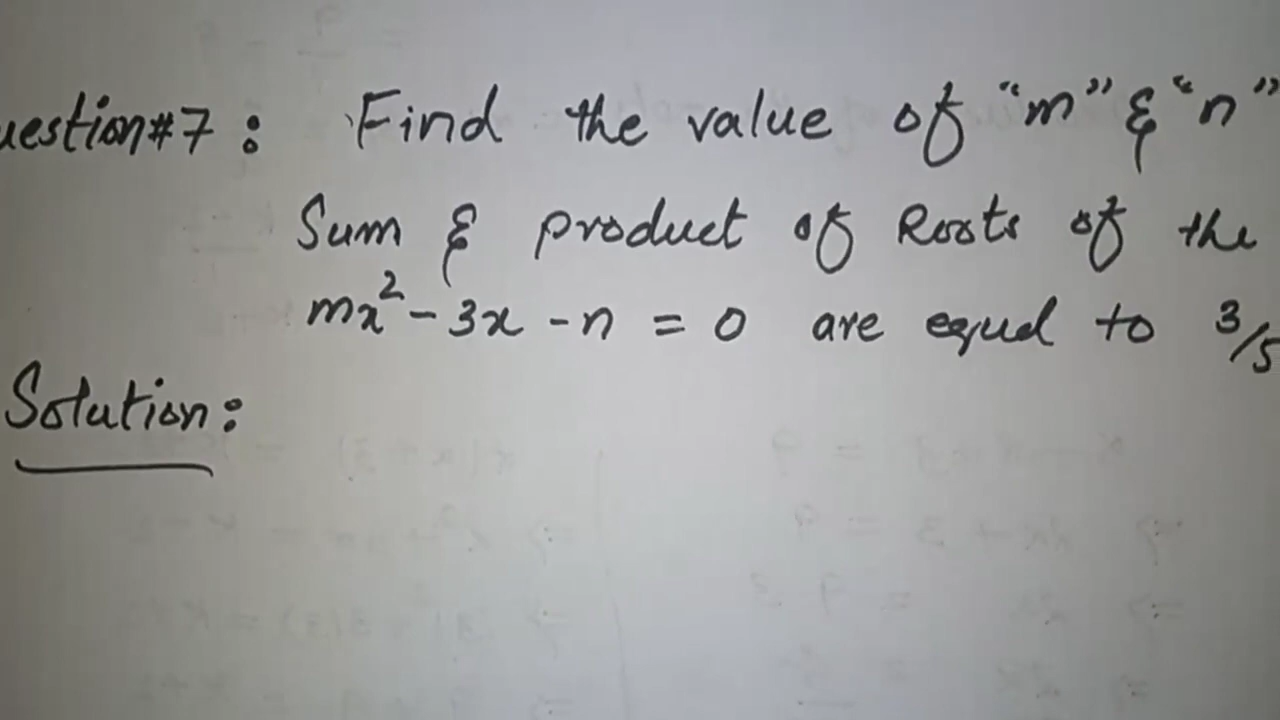 uestion#7: Find the value of "m" & "n"
Sum & product of Roots of the
mx² - 3x - n = 0 are equal to 3/5
Solution: